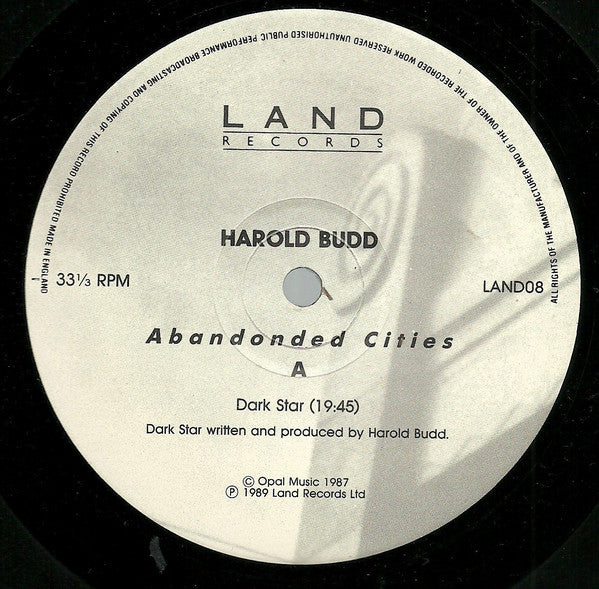 LAND
RECORDS
HAROLD BUDD
33⅓ RPM
LAND08
Abandonded Cities
A
Dark Star (19:45)
Dark Star written and produced by Harold Budd.
© Opal Music 1987
℗ 1989 Land Records Ltd
ALL RIGHTS OF THE MANUFACTURER AND OF THE OWNER OF THE RECORDED WORK RESERVED UNAUTHORISED PUBLIC PERFORMANCE BROADCASTING AND COPYING OF THIS RECORD PROHIBITED MADE IN ENGLAND